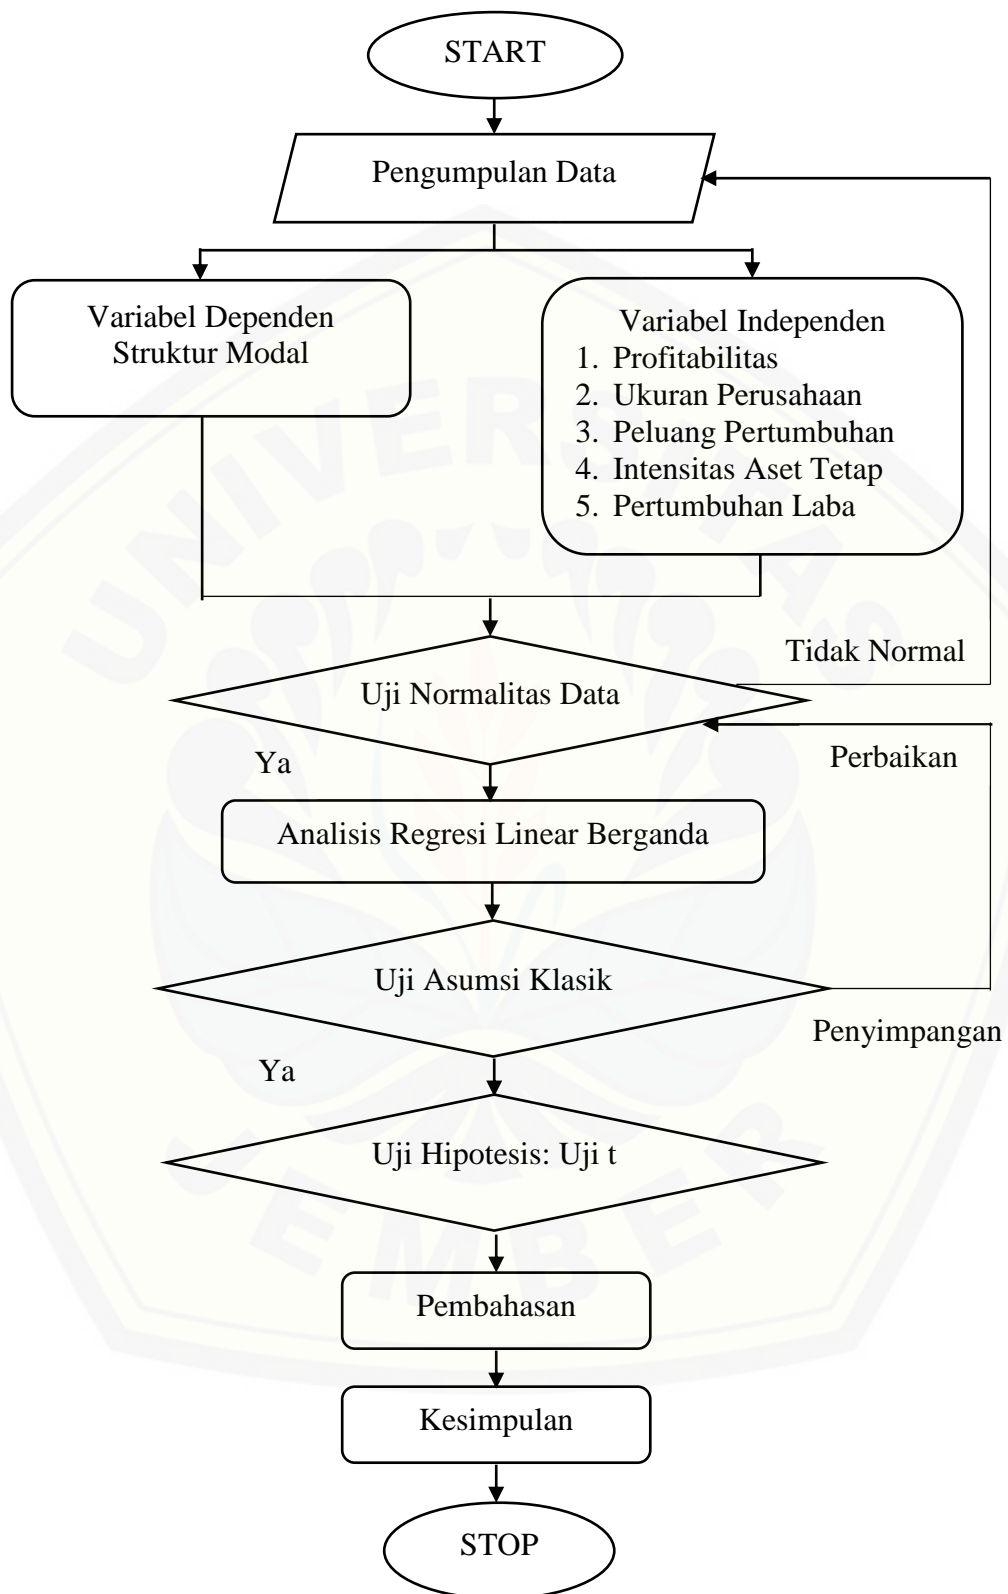 START
Pengumpulan Data
Variabel Dependen
Struktur Modal
Variabel Independen
1. Profitabilitas
2. Ukuran Perusahaan
3. Peluang Pertumbuhan
4. Intensitas Aset Tetap
5. Pertumbuhan Laba
Tidak Normal
Uji Normalitas Data
Ya
Perbaikan
Analisis Regresi Linear Berganda
Uji Asumsi Klasik
Penyimpangan
Ya
Uji Hipotesis: Uji t
Pembahasan
Kesimpulan
STOP
UNIVERSITAS
JEMBER